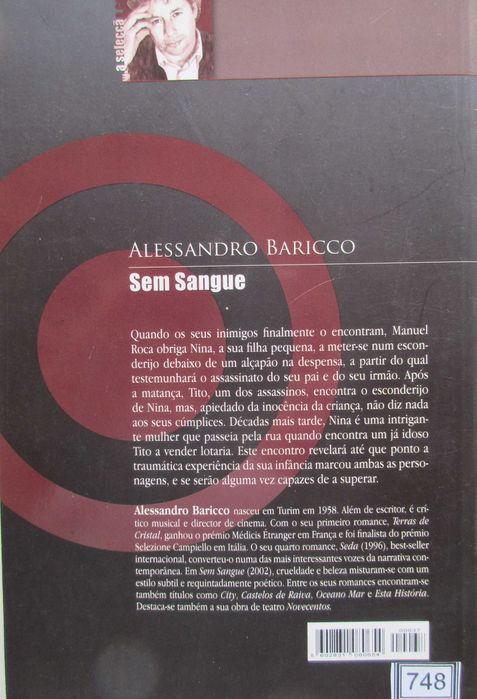 a selecçã
ALESSANDRO BARICCO
Sem Sangue
Quando os seus inimigos finalmente o encontram, Manuel
Roca obriga Nina, a sua filha pequena, a meter-se num escon-
derijo debaixo de um alçapão na despensa, a partir do qual
testemunhará o assassinato do seu pai e do seu irmão. Após
a matança, Tito, um dos assassinos, encontra o esconderijo
de Nina, mas, apiedado da inocência da criança, não diz nada
aos seus cúmplices. Décadas mais tarde, Nina é uma intrigan-
te mulher que passeia pela rua quando encontra um já idoso
Tito a vender lotaria. Este encontro revelará até que ponto a
traumática experiência da sua infância marcou ambas as perso-
nagens, e se serão alguma vez capazes de a superar.
Alessandro Baricco nasceu em Turim em 1958. Além de escritor, é crí-
tico musical e director de cinema. Com o seu primeiro romance, Terras de
Cristal, ganhou o prémio Médicis Étranger em França e foi finalista do prémio
Selezione Campiello em Itália. O seu quarto romance, Seda (1996), best-seller
internacional, converteu-o numa das mais interessantes vozes da narrativa con-
temporânea. Em Sem Sangue (2002), crueldade e beleza misturam-se com um
estilo subtil e requintadamente poético. Entre os seus romances encontram-se
também títulos como City, Castelos de Raiva, Oceano Mar e Esta História.
Destaca-se também a sua obra de teatro Novecentos.
00037
748